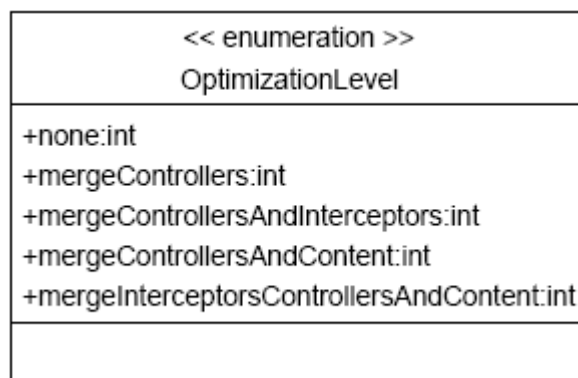 << enumeration >>
OptimizationLevel
+none:int
+mergeControllers:int
+mergeControllersAndInterceptors:int
+mergeControllersAndContent:int
+mergeInterceptorsControllersAndContent:int